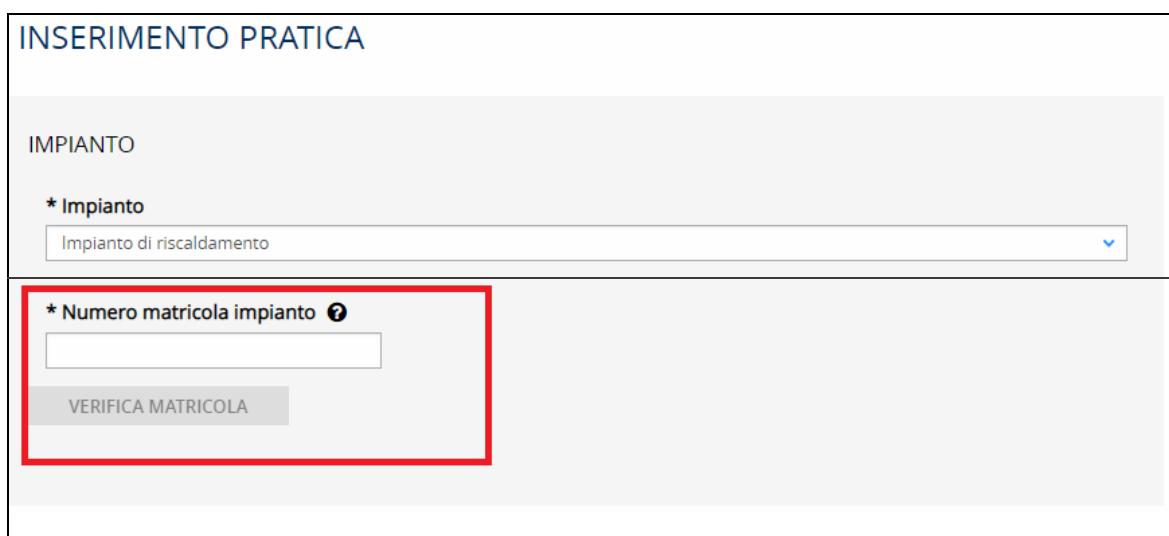 INSERIMENTO PRATICA
IMPIANTO
* Impianto
Impianto di riscaldamento
* Numero matricola impianto ?
VERIFICA MATRICOLA